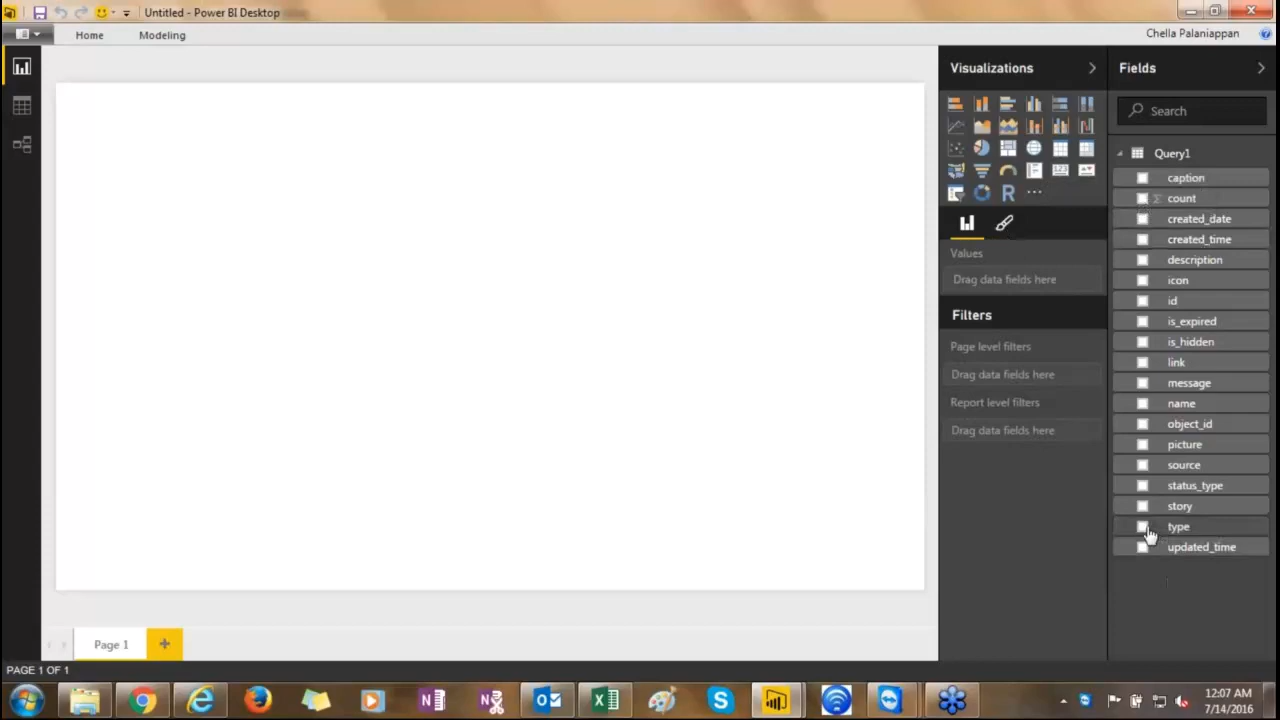 Untitled - Power BI Desktop
Home Modeling Chella Palaniappan
Visualizations
Fields
Search
Query1
caption
count
created_date
created_time
description
icon
id
is_expired
is_hidden
link
message
name
object_id
picture
source
status_type
story
type
updated_time
R
123
Values
Drag data fields here
Filters
Page level filters
Drag data fields here
Report level filters
Drag data fields here
Page 1
PAGE 1 OF 1
12:07 AM
7/14/2016